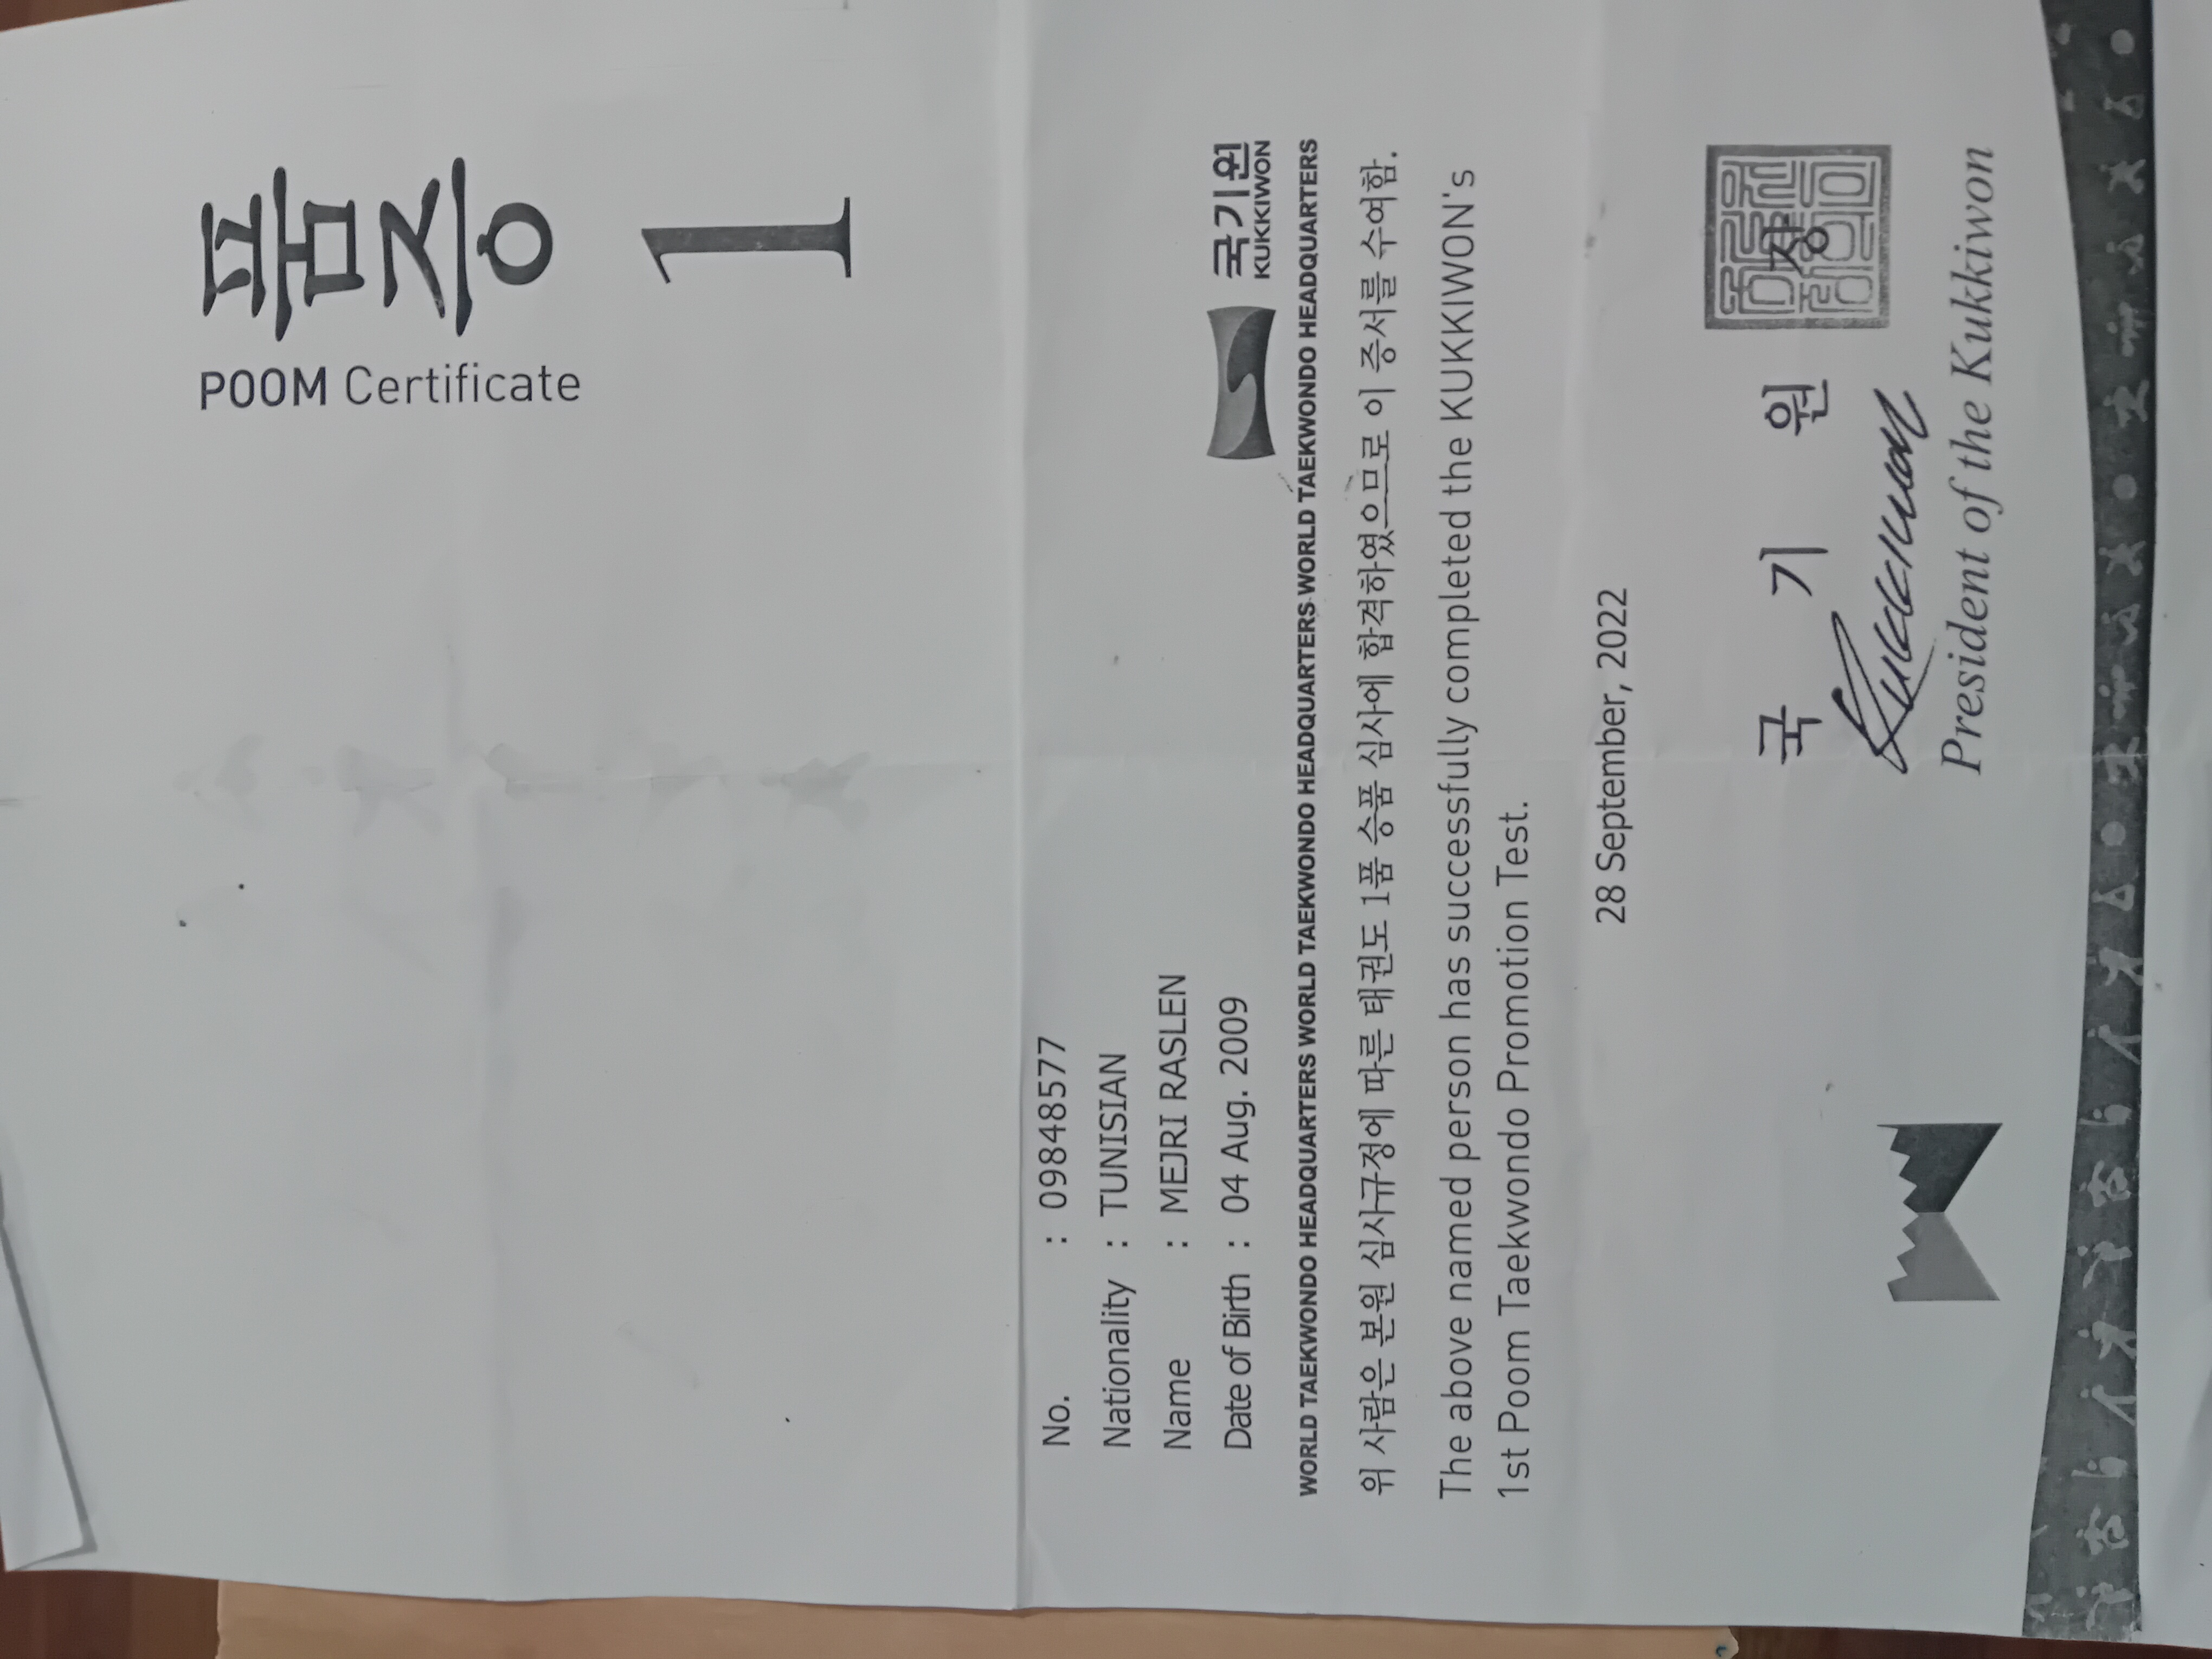 품증
POOM Certificate
1
No. : 09848577
Nationality : TUNISIAN
Name : MEJRI RASLEN
Date of Birth : 04 Aug. 2009
국기원
KUKKIWON
WORLD TAEKWONDO HEADQUARTERS WORLD TAEKWONDO HEADQUARTERS WORLD TAEKWONDO HEADQUARTERS WORLD TAEKWONDO HEADQUARTERS
위 사람은 본원 심사규정에 따른 태권도 1품 승품 심사에 합격하였으므로 이 증서를 수여함.
The above named person has successfully completed the KUKKIWON's
1st Poom Taekwondo Promotion Test.
28 September, 2022
국 기 원 장
President of the Kukkiwon